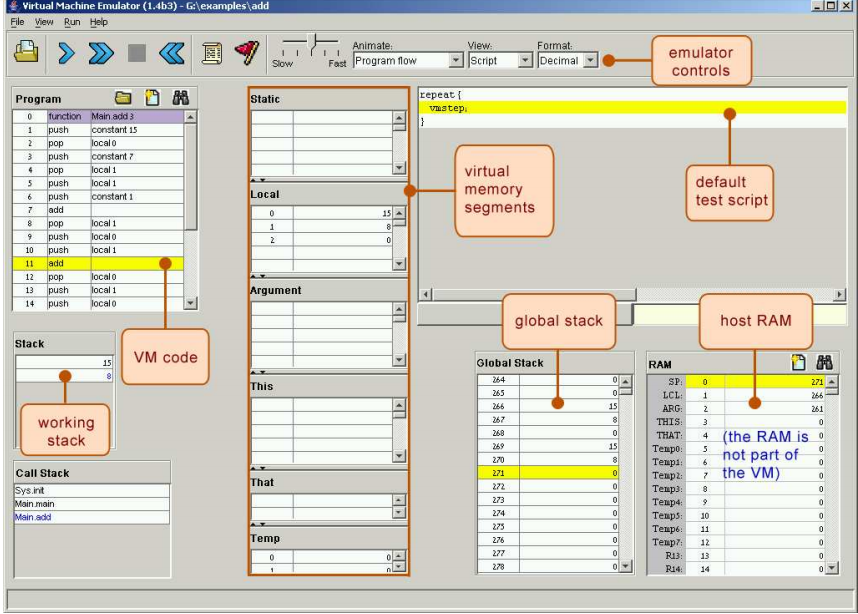 Virtual Machine Emulator (1.4b3) - G:\examples\add
File View Run Help
Slow Fast
Animate:
Program flow
View:
Script
Format:
Decimal
emulator
controls
Program
0 function Main.add 3
1 push constant 15
2 pop local 0
3 push constant 7
4 pop local 1
5 push local 1
6 push constant 1
7 add
8 pop local 1
9 push local 0
10 push local 1
11 add
12 pop local 0
13 push local 1
14 push local 0
VM code
Stack
15
8
working
stack
Call Stack
Sys.init
Main.main
Main.add
Static
Local
0 15
1 8
2 0
Argument
This
That
Temp
0 0
1 0
virtual
memory
segments
repeat {
vmstep;
}
default
test script
global stack
Global Stack
264 0
265 0
266 15
267 8
268 0
269 15
270 8
271 0
272 0
273 0
274 0
275 0
276 0
277 0
278 0
host RAM
RAM
SP: 0 271
LCL: 1 266
ARG: 2 261
THIS: 3 0
THAT: 4 0
Temp0: 5 0
Temp1: 6 0
Temp2: 7 0
Temp3: 8 0
Temp4: 9 0
Temp5: 10 0
Temp6: 11 0
Temp7: 12 0
R13: 13 0
R14: 14 0
(the RAM is
not part of
the VM)